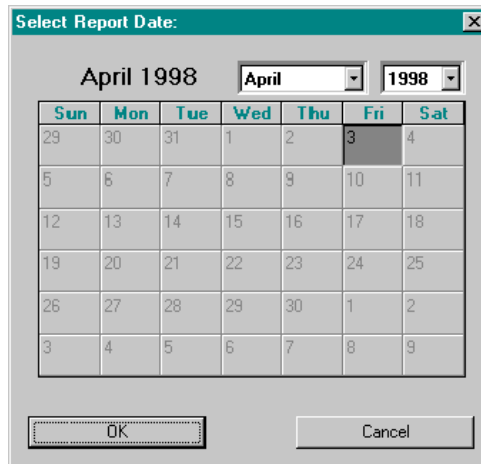 Select Report Date:
April 1998 April 1998
Sun Mon Tue Wed Thu Fri Sat
29 30 31 1 2 3 4
5 6 7 8 9 10 11
12 13 14 15 16 17 18
19 20 21 22 23 24 25
26 27 28 29 30 1 2
3 4 5 6 7 8 9
OK Cancel